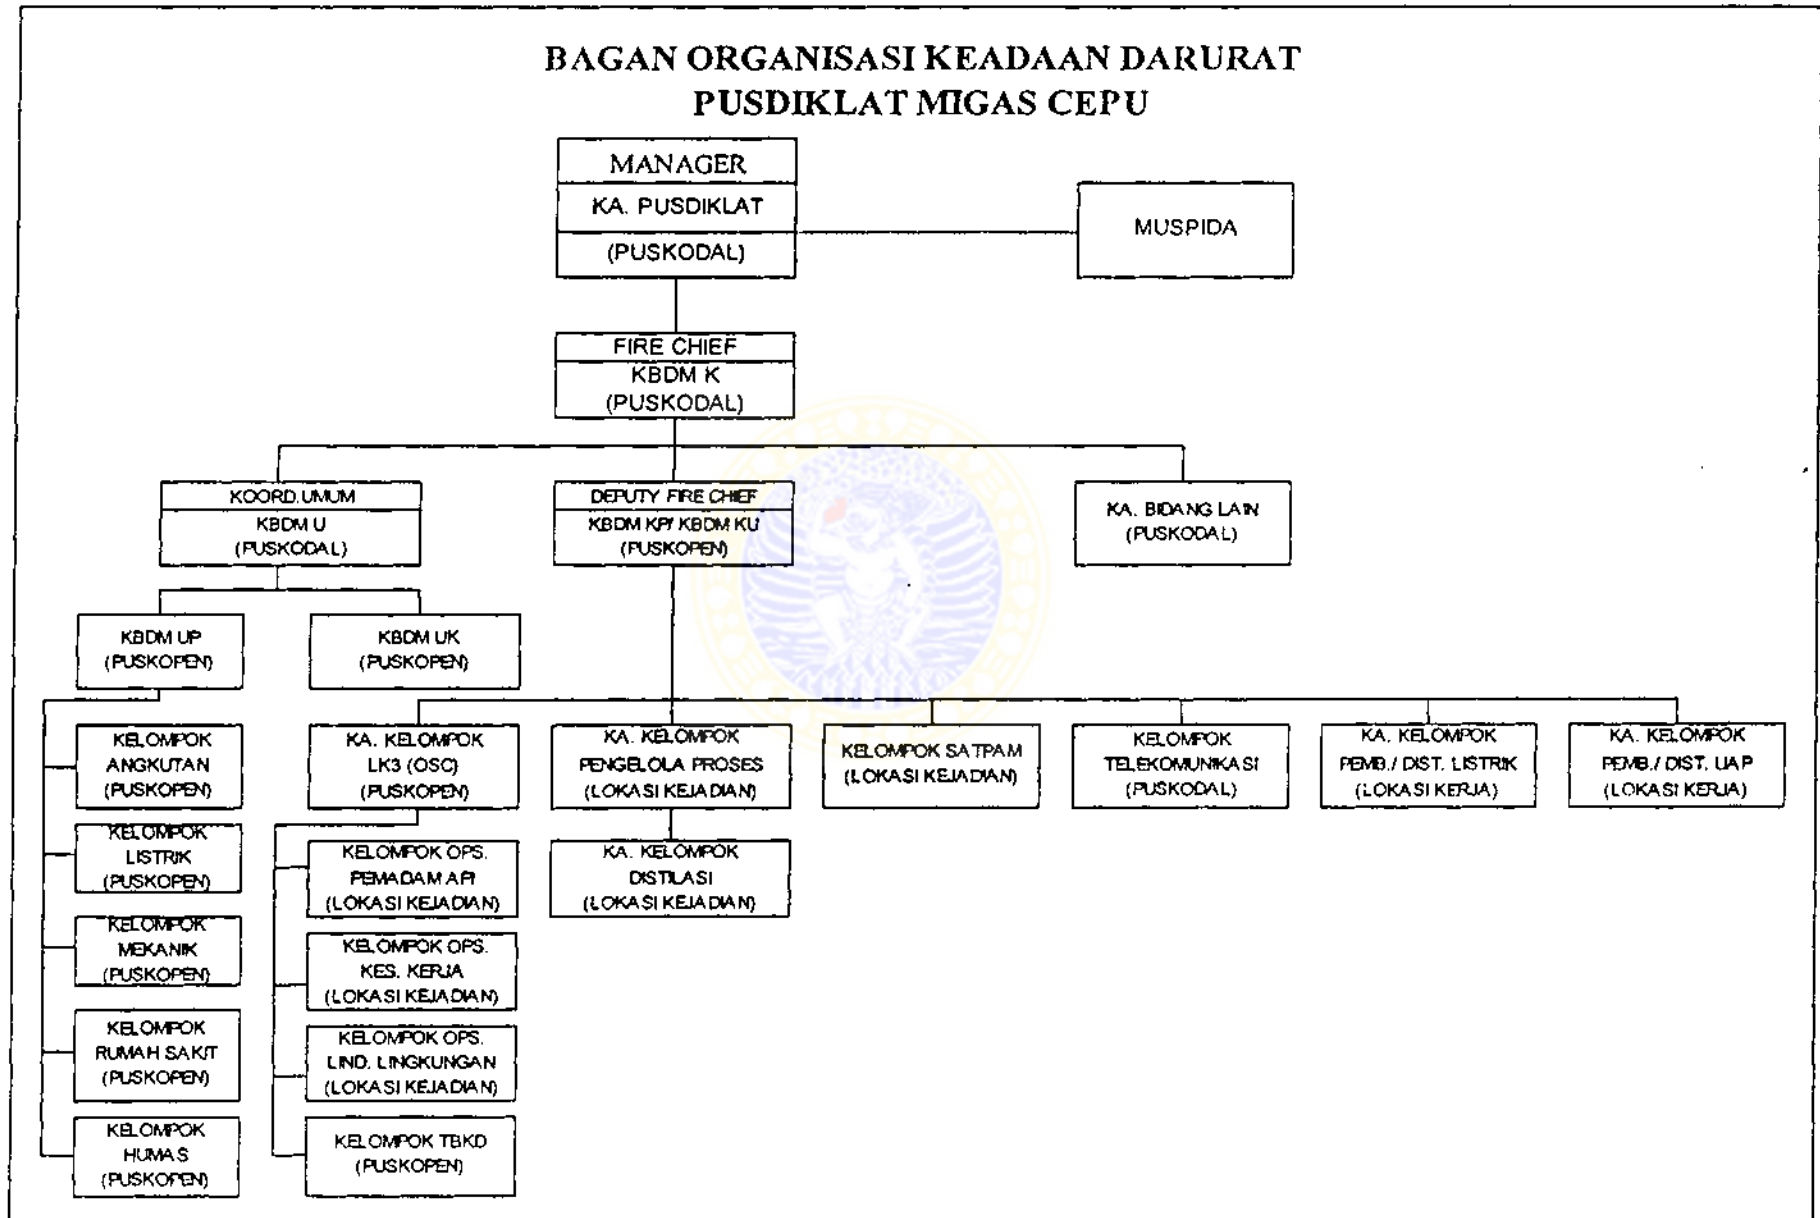 BAGAN ORGANISASI KEADAAN DARURAT
PUSDIKLAT MIGAS CEPU
MANAGER
KA. PUSDIKLAT
(PUSKODAL)
MUSPIDA
FIRE CHIEF
KBDM K
(PUSKODAL)
KOORD. UMUM
KBDM U
(PUSKODAL)
DEPUTY FIRE CHIEF
KBDM KP/ KBDM KU
(PUSKOPEN)
KA. BIDANG LAIN
(PUSKODAL)
KBDM UP
(PUSKOPEN)
KBDM UK
(PUSKOPEN)
KELOMPOK
ANGKUTAN
(PUSKOPEN)
KA. KELOMPOK
LK3 (OSC)
(PUSKOPEN)
KA. KELOMPOK
PENGELOLA PROSES
(LOKASI KEJADIAN)
KELOMPOK SATPAM
(LOKASI KEJADIAN)
KELOMPOK
TELEKOMUNIKASI
(PUSKODAL)
KA. KELOMPOK
PEMB./ DIST. LISTRIK
(LOKASI KERJA)
KA. KELOMPOK
PEMB./ DIST. UAP
(LOKASI KERJA)
KELOMPOK
LISTRIK
(PUSKOPEN)
KELOMPOK
MEKANIK
(PUSKOPEN)
KELOMPOK
RUMAH SAKIT
(PUSKOPEN)
KELOMPOK
HUMAS
(PUSKOPEN)
KELOMPOK OPS.
PEMADAM API
(LOKASI KEJADIAN)
KELOMPOK OPS.
KES. KERJA
(LOKASI KEJADIAN)
KELOMPOK OPS.
LIND. LINGKUNGAN
(LOKASI KEJADIAN)
KELOMPOK TBKD
(PUSKOPEN)
KA. KELOMPOK
DISTILASI
(LOKASI KEJADIAN)